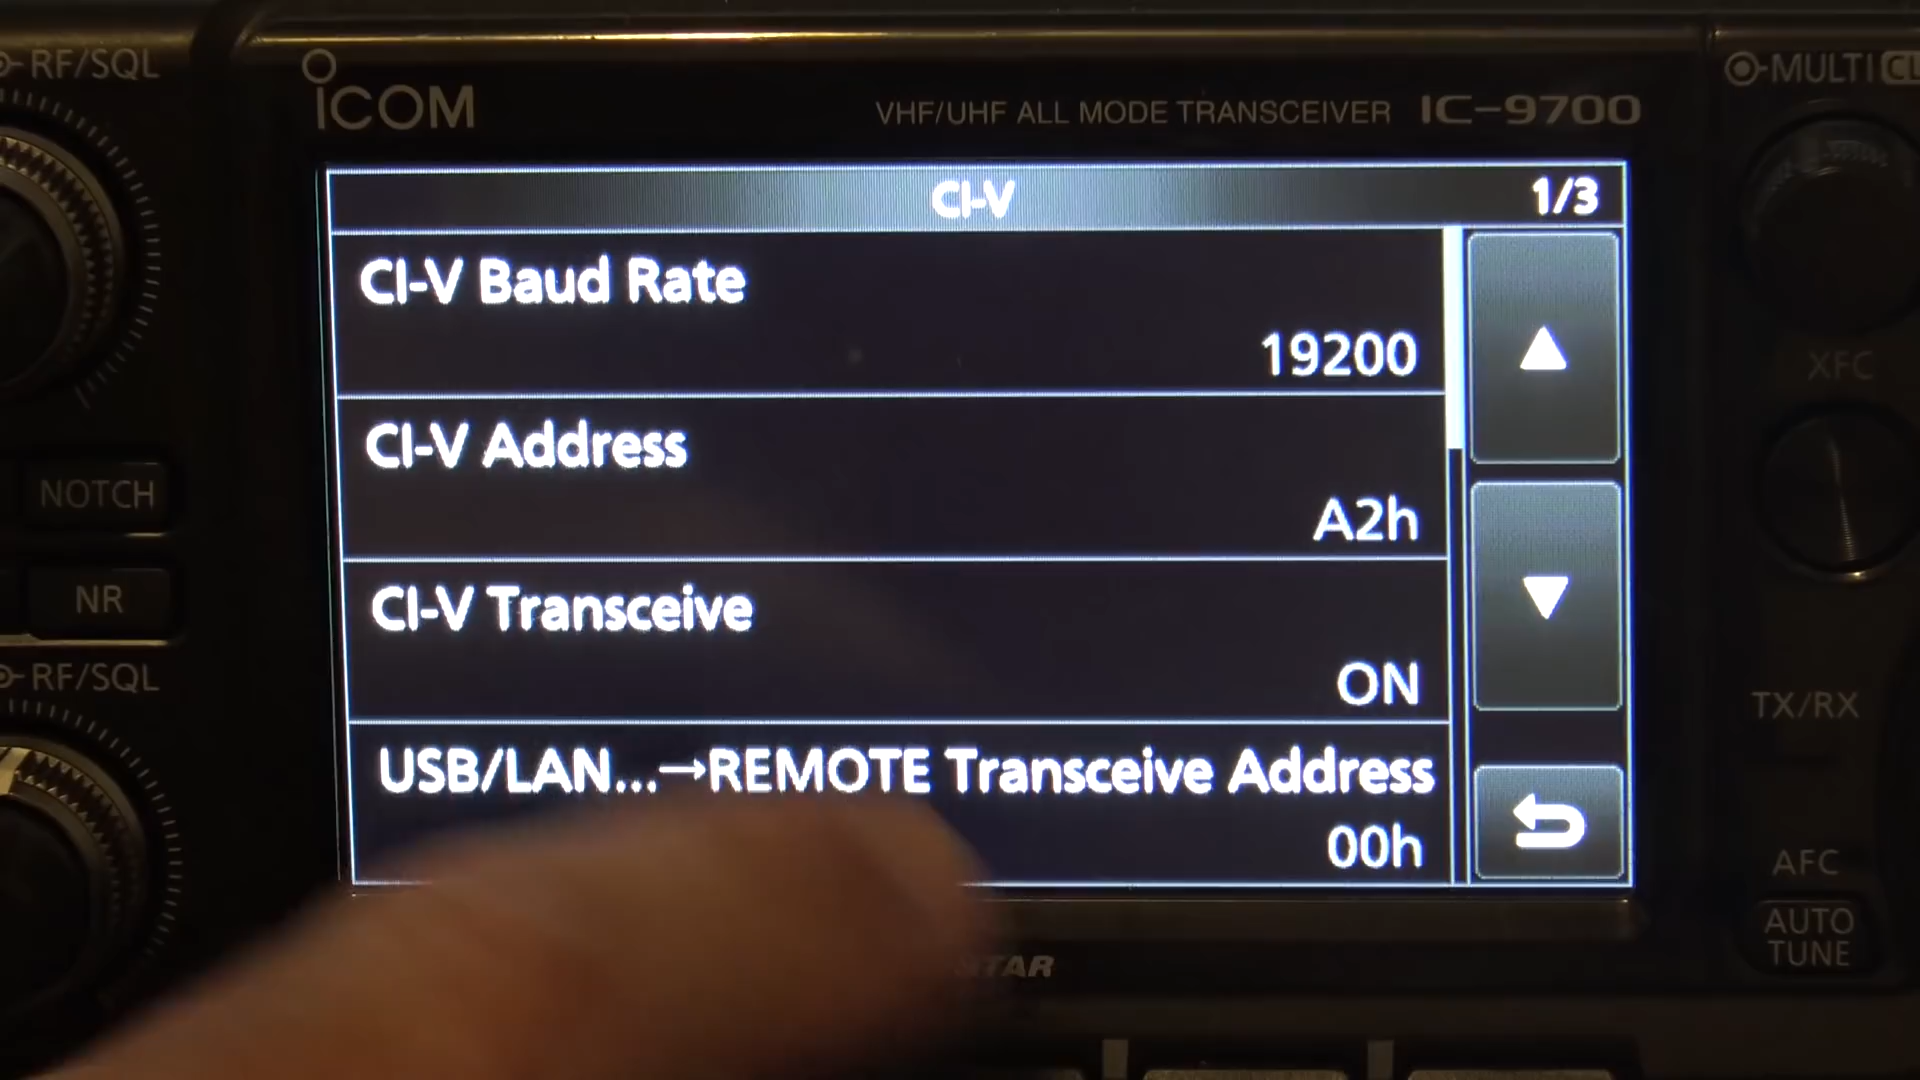 RF/SQL
ICOM
VHF/UHF ALL MODE TRANSCEIVER IC-9700
MULTI
CI-V 1/3
CI-V Baud Rate
19200
XFC
CI-V Address
A2h
NOTCH
CI-V Transceive
ON
NR
RF/SQL
TX/RX
USB/LAN...→REMOTE Transceive Address
00h
AFC
AUTO
TUNE